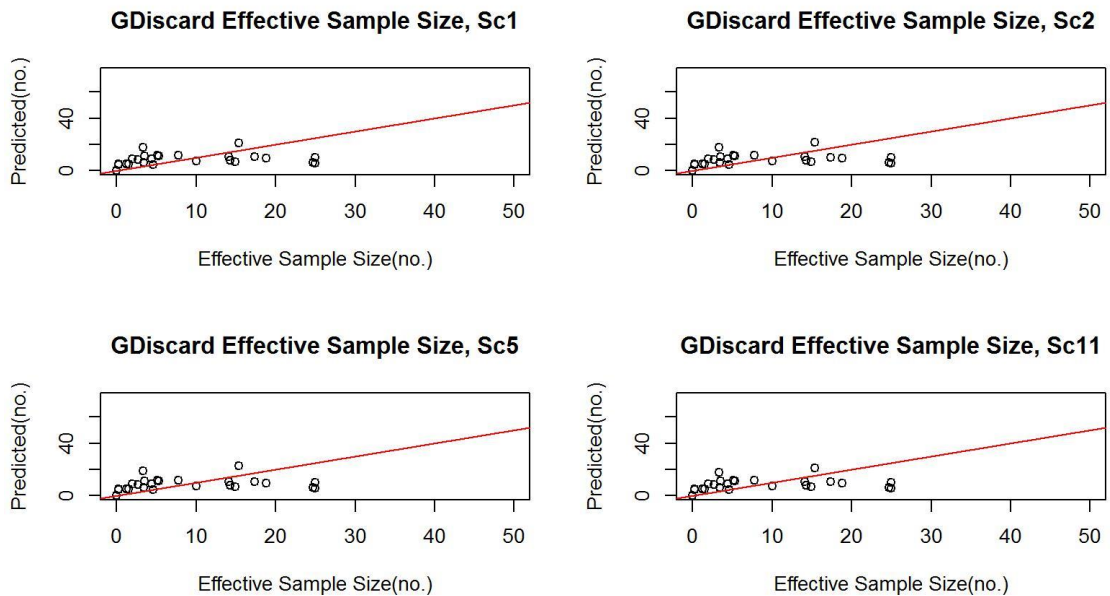 GDiscard Effective Sample Size, Sc1
Predicted(no.)
40
0
0 10 20 30 40 50
Effective Sample Size(no.)
GDiscard Effective Sample Size, Sc2
Predicted(no.)
40
0
0 10 20 30 40 50
Effective Sample Size(no.)
GDiscard Effective Sample Size, Sc5
Predicted(no.)
40
0
0 10 20 30 40 50
Effective Sample Size(no.)
GDiscard Effective Sample Size, Sc11
Predicted(no.)
40
0
0 10 20 30 40 50
Effective Sample Size(no.)